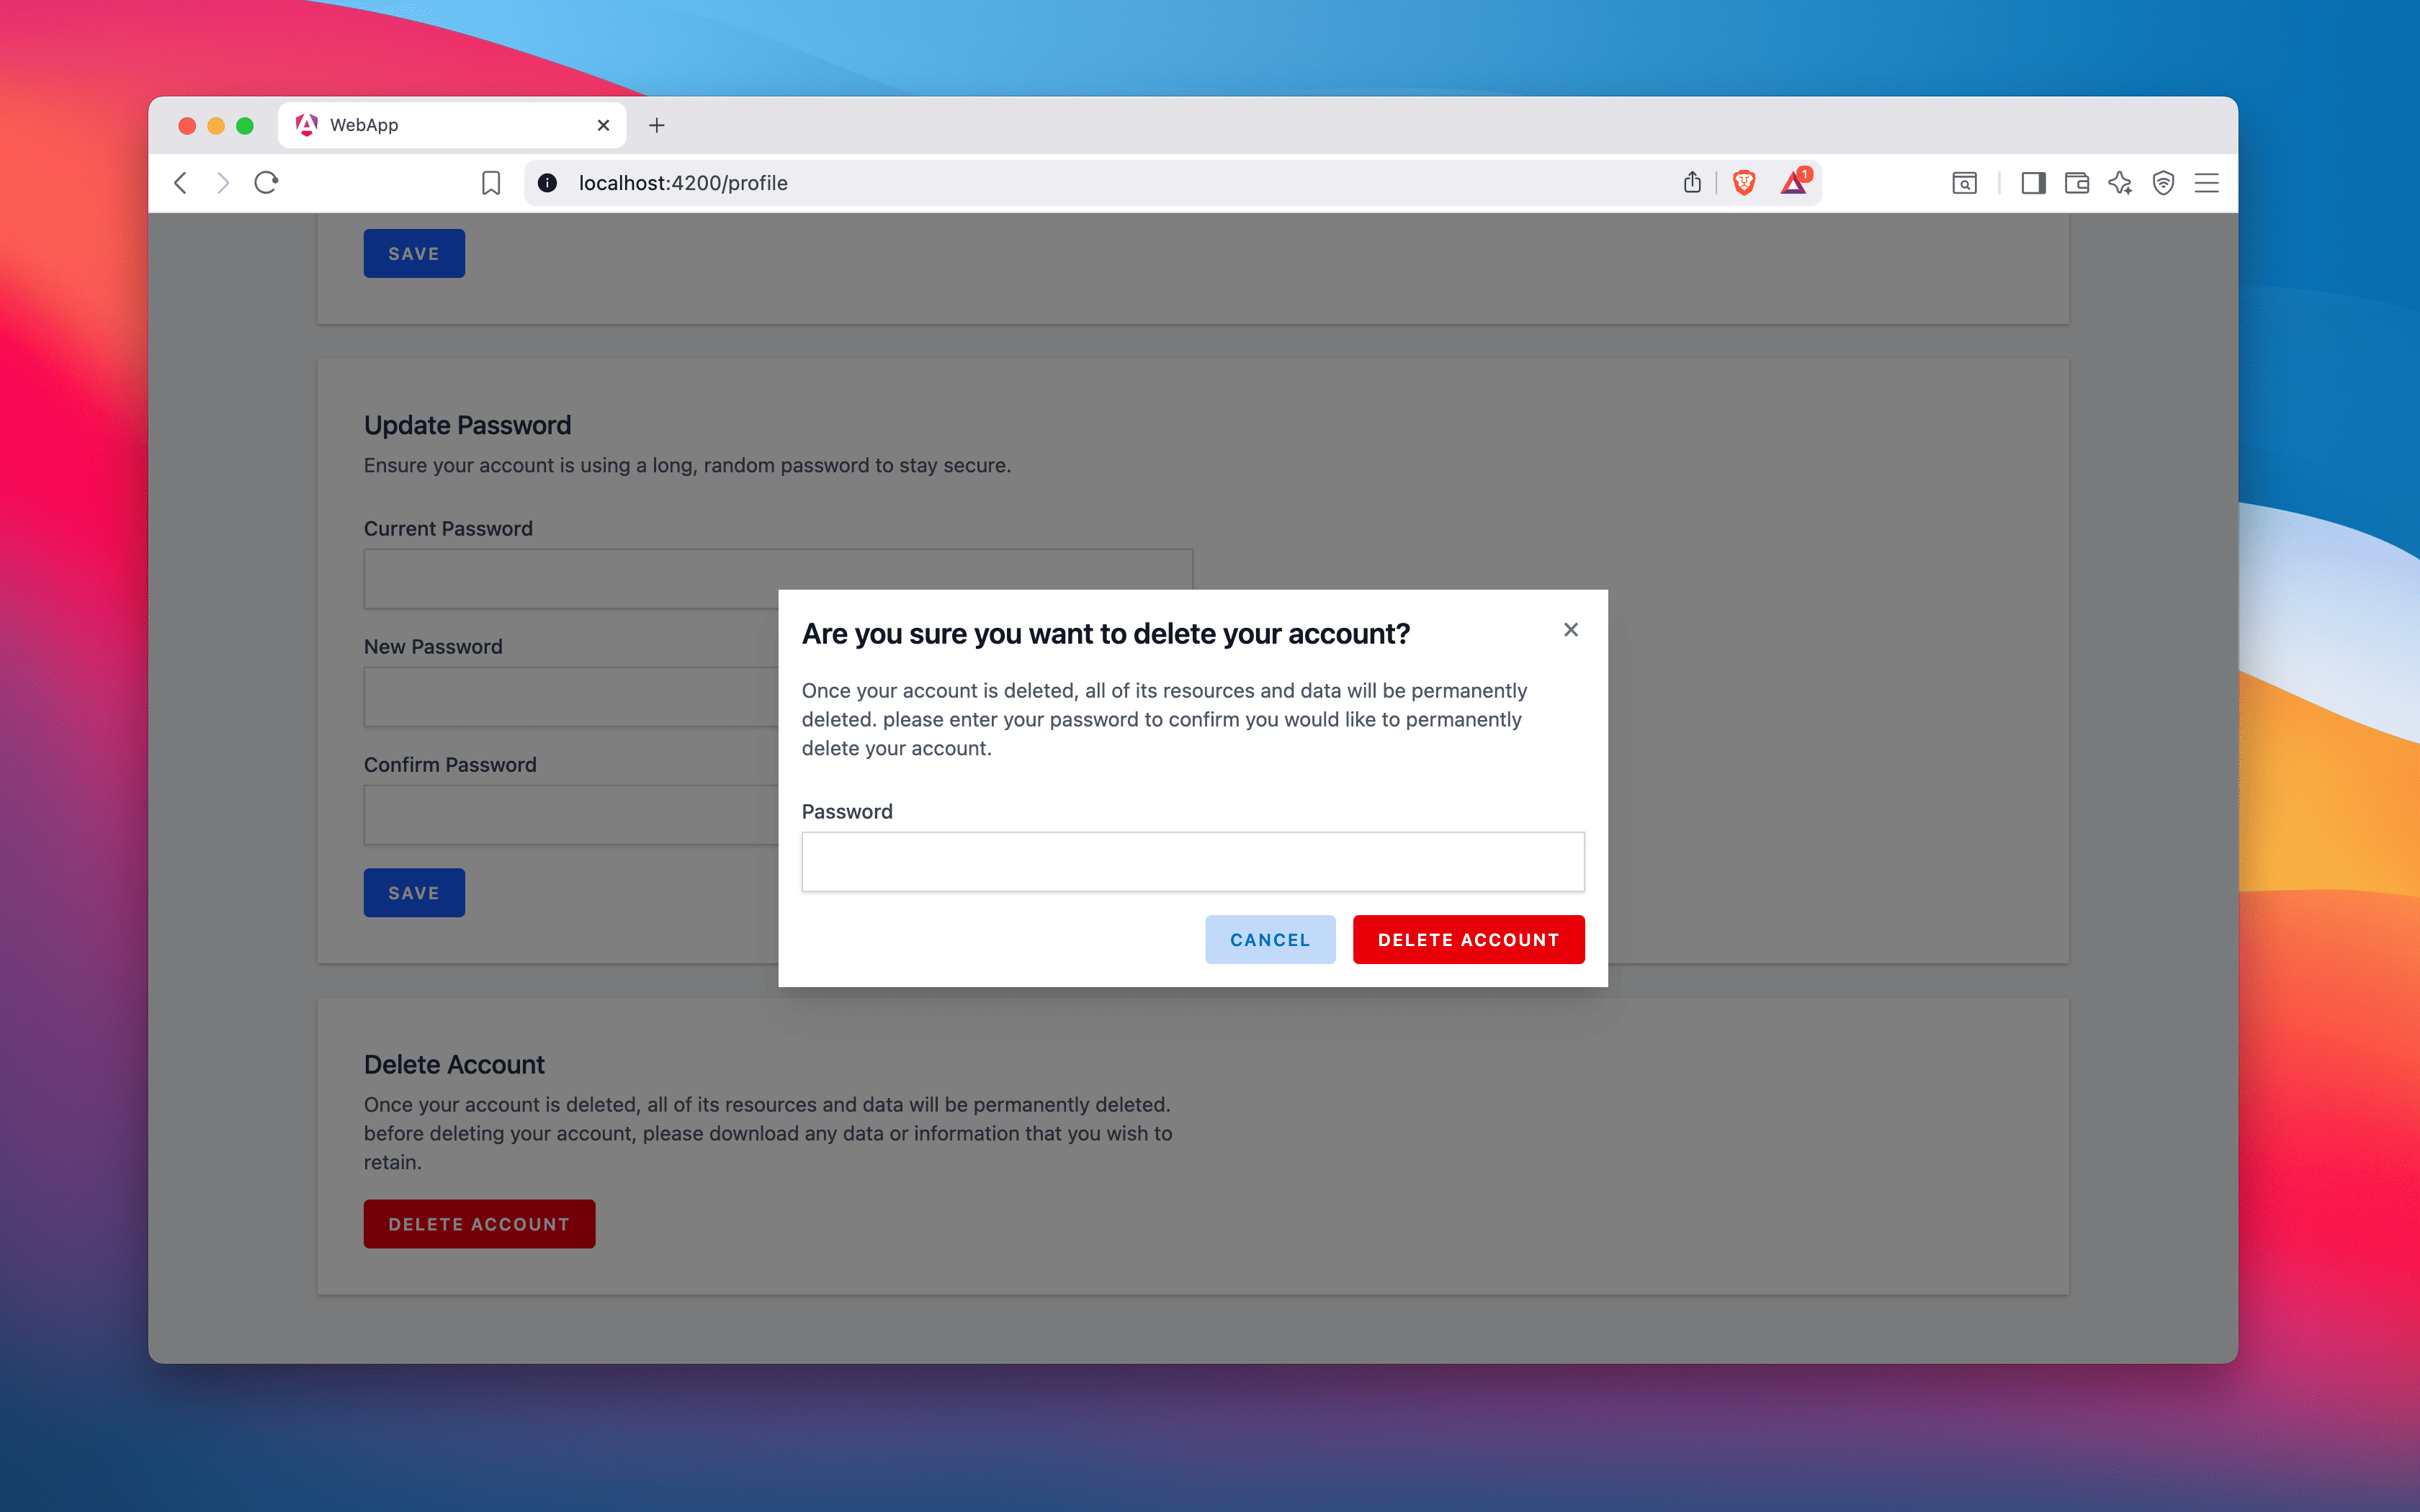 WebApp
localhost:4200/profile
1
SAVE
Update Password
Ensure your account is using a long, random password to stay secure.
Current Password
New Password
Confirm Password
SAVE
Are you sure you want to delete your account?
Once your account is deleted, all of its resources and data will be permanently
deleted. please enter your password to confirm you would like to permanently
delete your account.
Password
CANCEL
DELETE ACCOUNT
Delete Account
Once your account is deleted, all of its resources and data will be permanently deleted.
before deleting your account, please download any data or information that you wish to
retain.
DELETE ACCOUNT